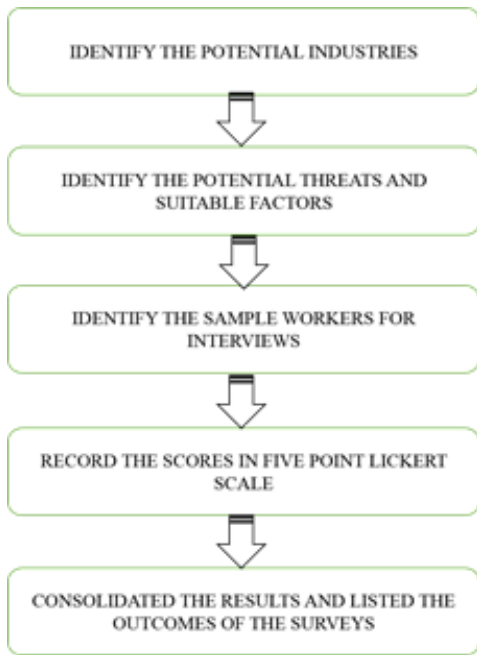 IDENTIFY THE POTENTIAL INDUSTRIES
IDENTIFY THE POTENTIAL THREATS AND
SUITABLE FACTORS
IDENTIFY THE SAMPLE WORKERS FOR
INTERVIEWS
RECORD THE SCORES IN FIVE POINT LICKERT
SCALE
CONSOLIDATED THE RESULTS AND LISTED THE
OUTCOMES OF THE SURVEYS